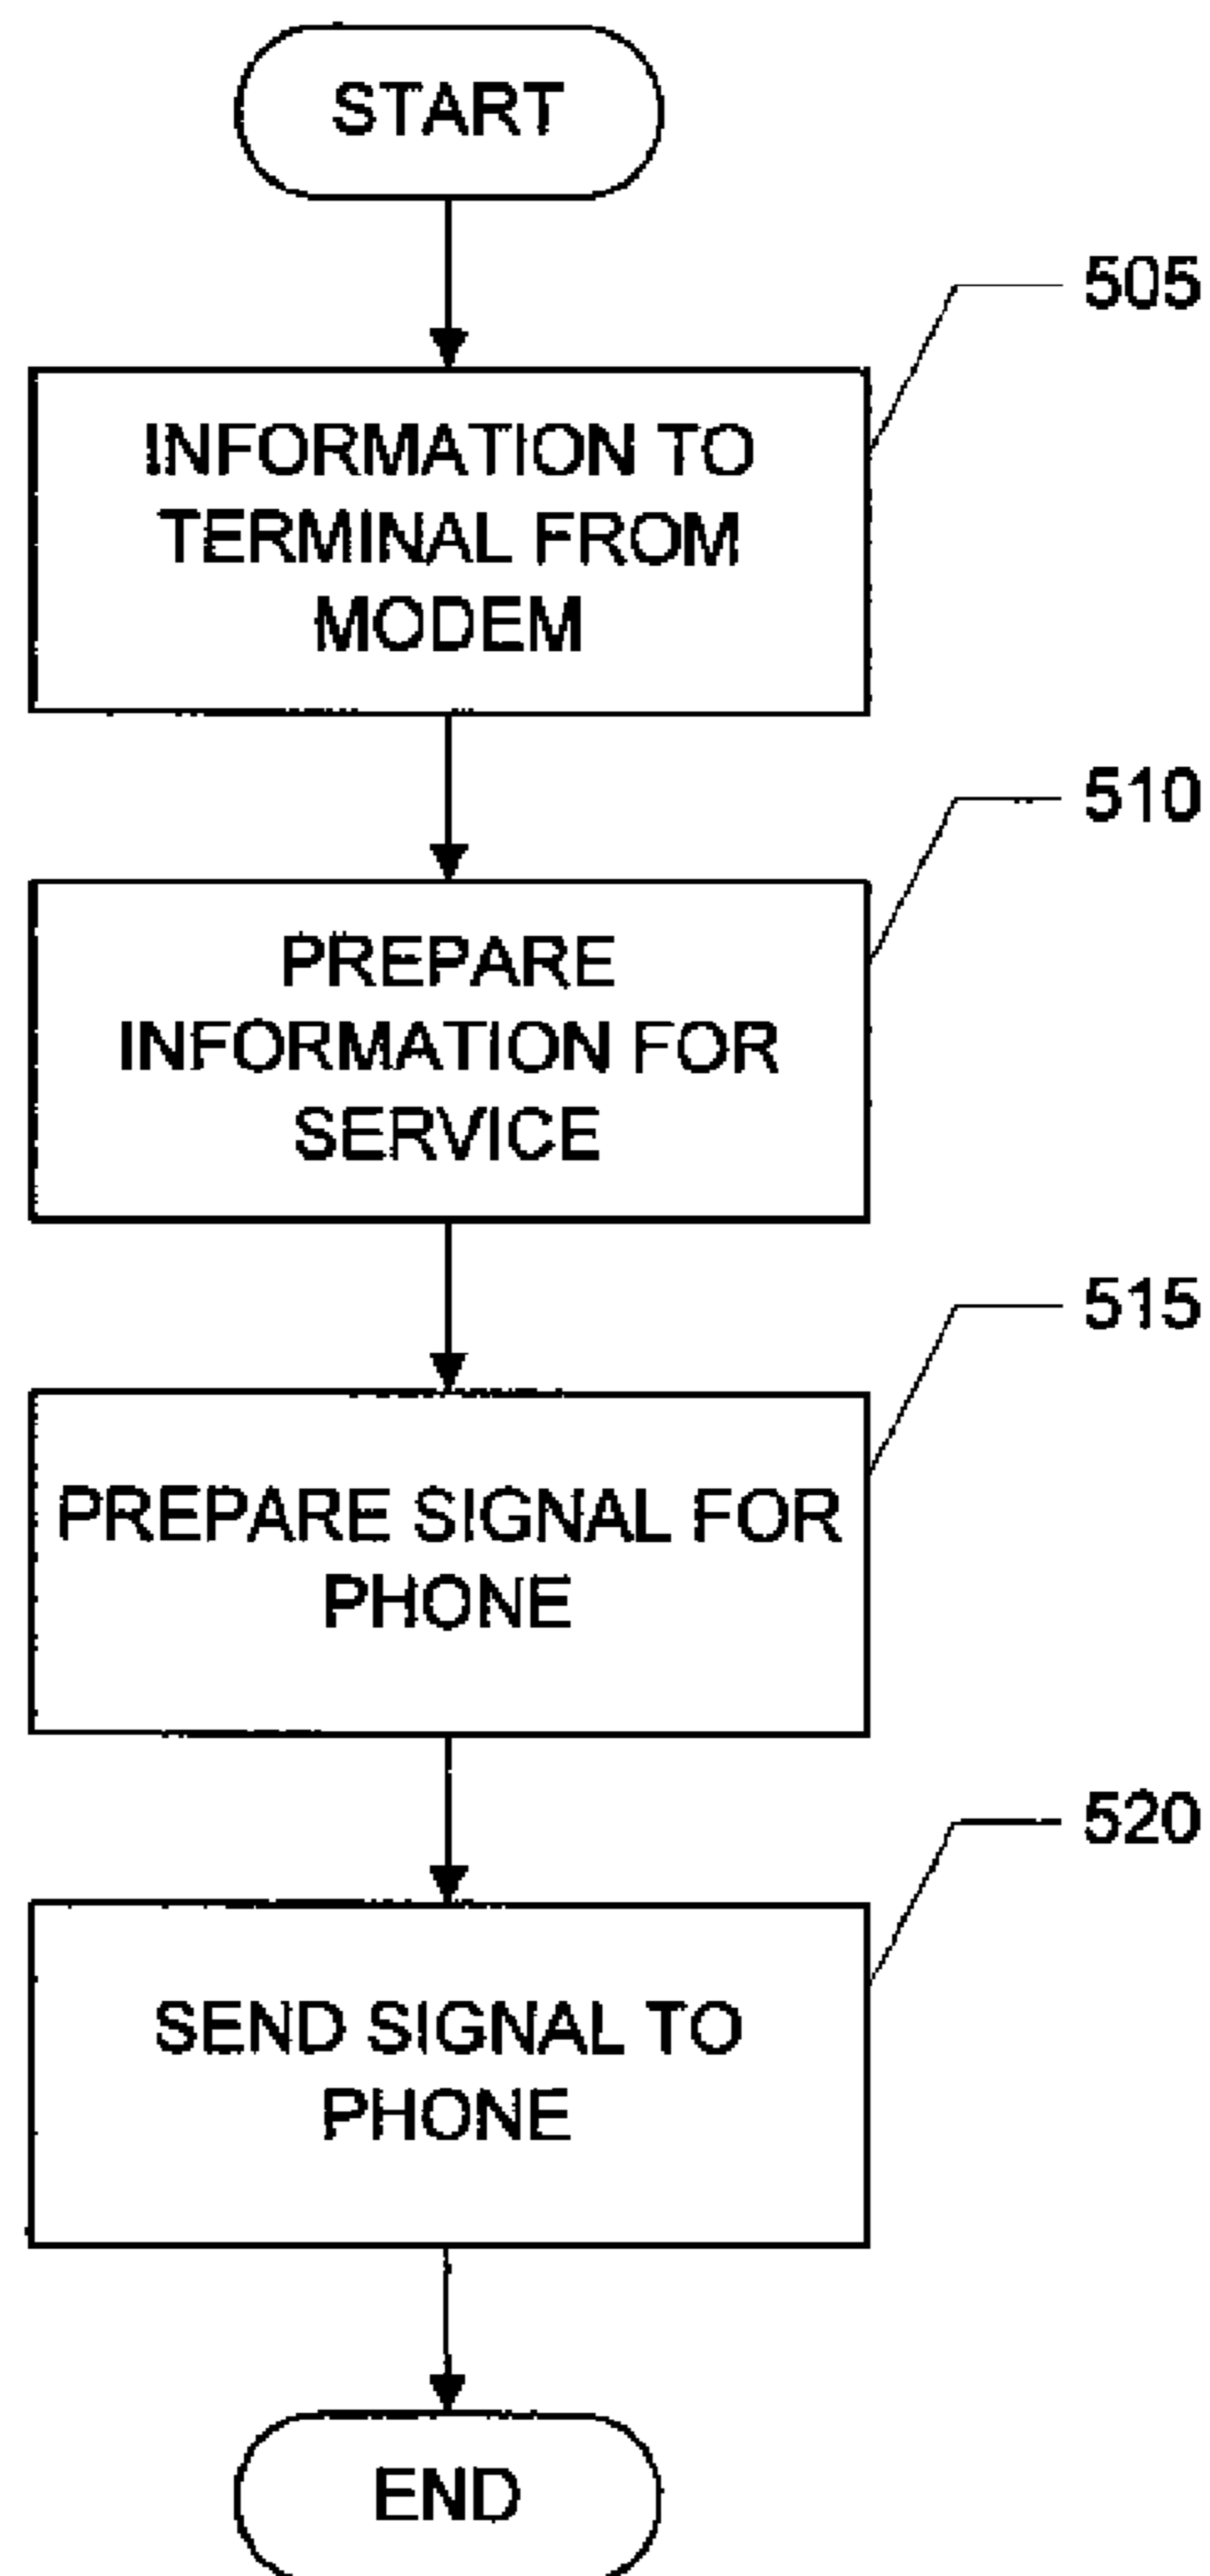 START
505
INFORMATION TO
TERMINAL FROM
MODEM
510
PREPARE
INFORMATION FOR
SERVICE
515
PREPARE SIGNAL FOR
PHONE
520
SEND SIGNAL TO
PHONE
END